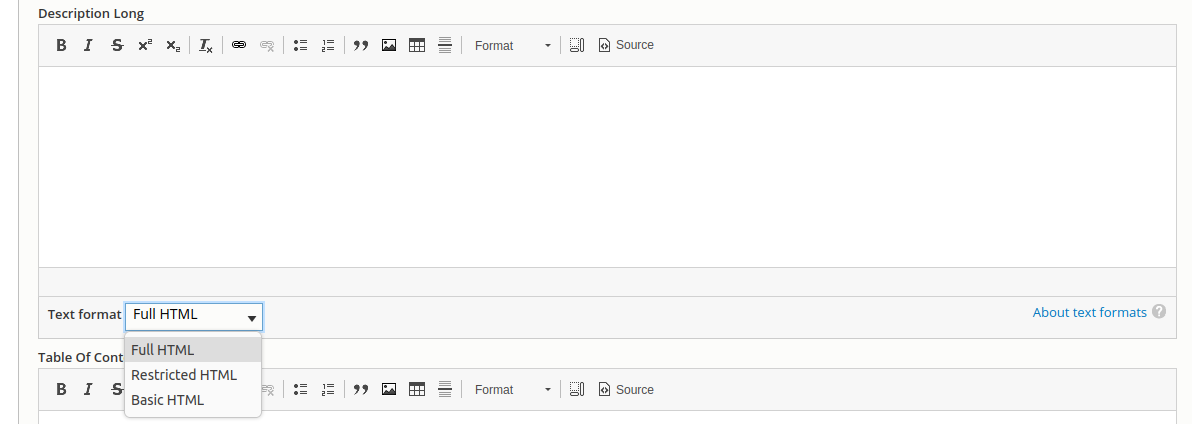 Description Long
B I S x² x₂ Tx Format Source
Text format Full HTML
About text formats ?
Full HTML
Restricted HTML
Basic HTML
Table Of Cont
B I S Format Source